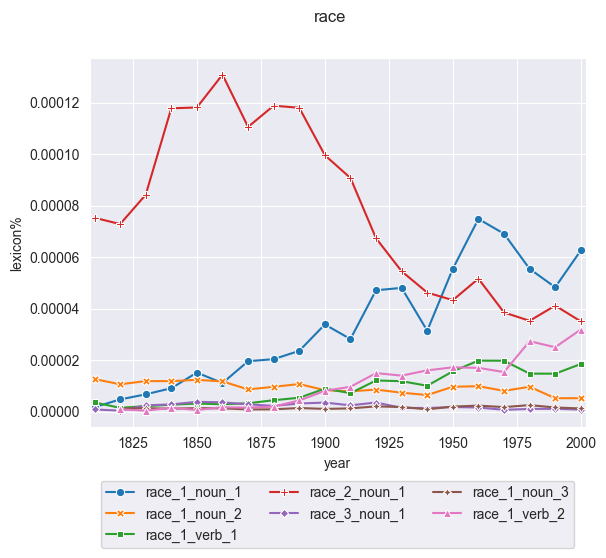 race
0.00012
0.00010
0.00008
0.00006
0.00004
0.00002
0.00000
lexicon%
1825 1850 1875 1900 1925 1950 1975 2000
year
race_1_noun_1 race_2_noun_1 race_1_noun_3
race_1_noun_2 race_3_noun_1 race_1_verb_2
race_1_verb_1